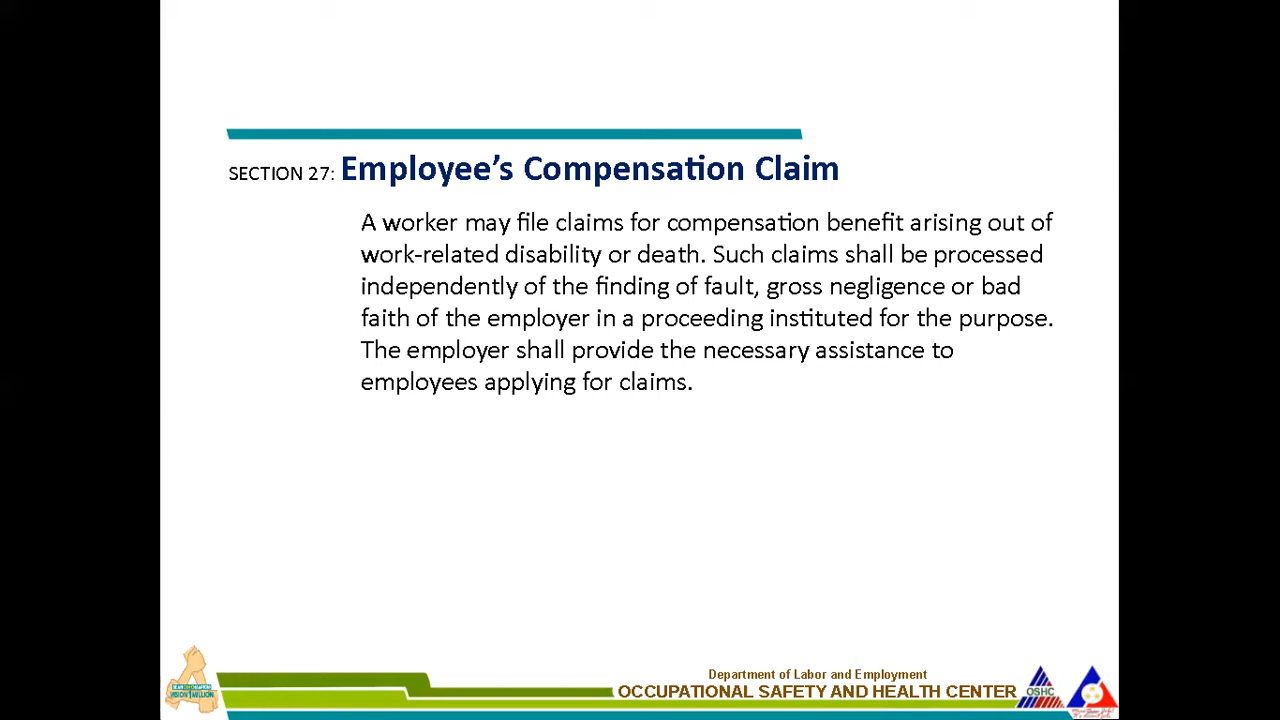 SECTION 27: Employee's Compensation Claim
A worker may file claims for compensation benefit arising out of
work-related disability or death. Such claims shall be processed
independently of the finding of fault, gross negligence or bad
faith of the employer in a proceeding instituted for the purpose.
The employer shall provide the necessary assistance to
employees applying for claims.
Department of Labor and Employment
OCCUPATIONAL SAFETY AND HEALTH CENTER
OSHC
VISION 1 MILLION